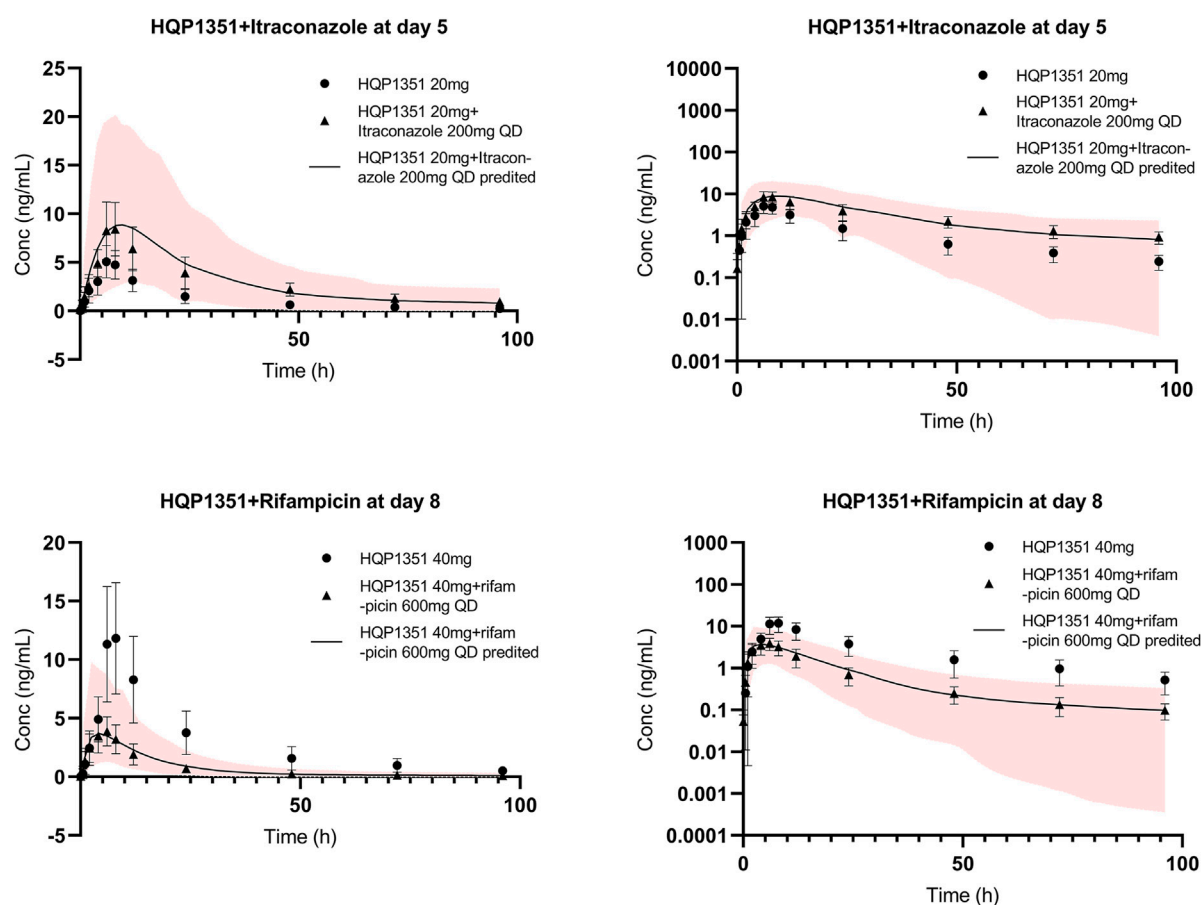 HQP1351+Itraconazole at day 5
25
20
15
10
5
0
-5
Conc (ng/mL)
HQP1351 20mg
HQP1351 20mg+
Itraconazole 200mg QD
HQP1351 20mg+Itracon-
azole 200mg QD predited
50
100
Time (h)
HQP1351+Itraconazole at day 5
10000
1000
100
10
1
0.1
0.01
0.001
Conc (ng/mL)
HQP1351 20mg
HQP1351 20mg+
Itraconazole 200mg QD
HQP1351 20mg+Itracon-
azole 200mg QD predited
0
50
100
Time (h)
HQP1351+Rifampicin at day 8
20
15
10
5
0
-5
Conc (ng/mL)
HQP1351 40mg
HQP1351 40mg+rifam
-picin 600mg QD
HQP1351 40mg+rifam
-picin 600mg QD predited
50
100
Time (h)
HQP1351+Rifampicin at day 8
1000
100
10
1
0.1
0.01
0.001
0.0001
Conc (ng/mL)
HQP1351 40mg
HQP1351 40mg+rifam
-picin 600mg QD
HQP1351 40mg+rifam
-picin 600mg QD predited
0
50
100
Time (h)